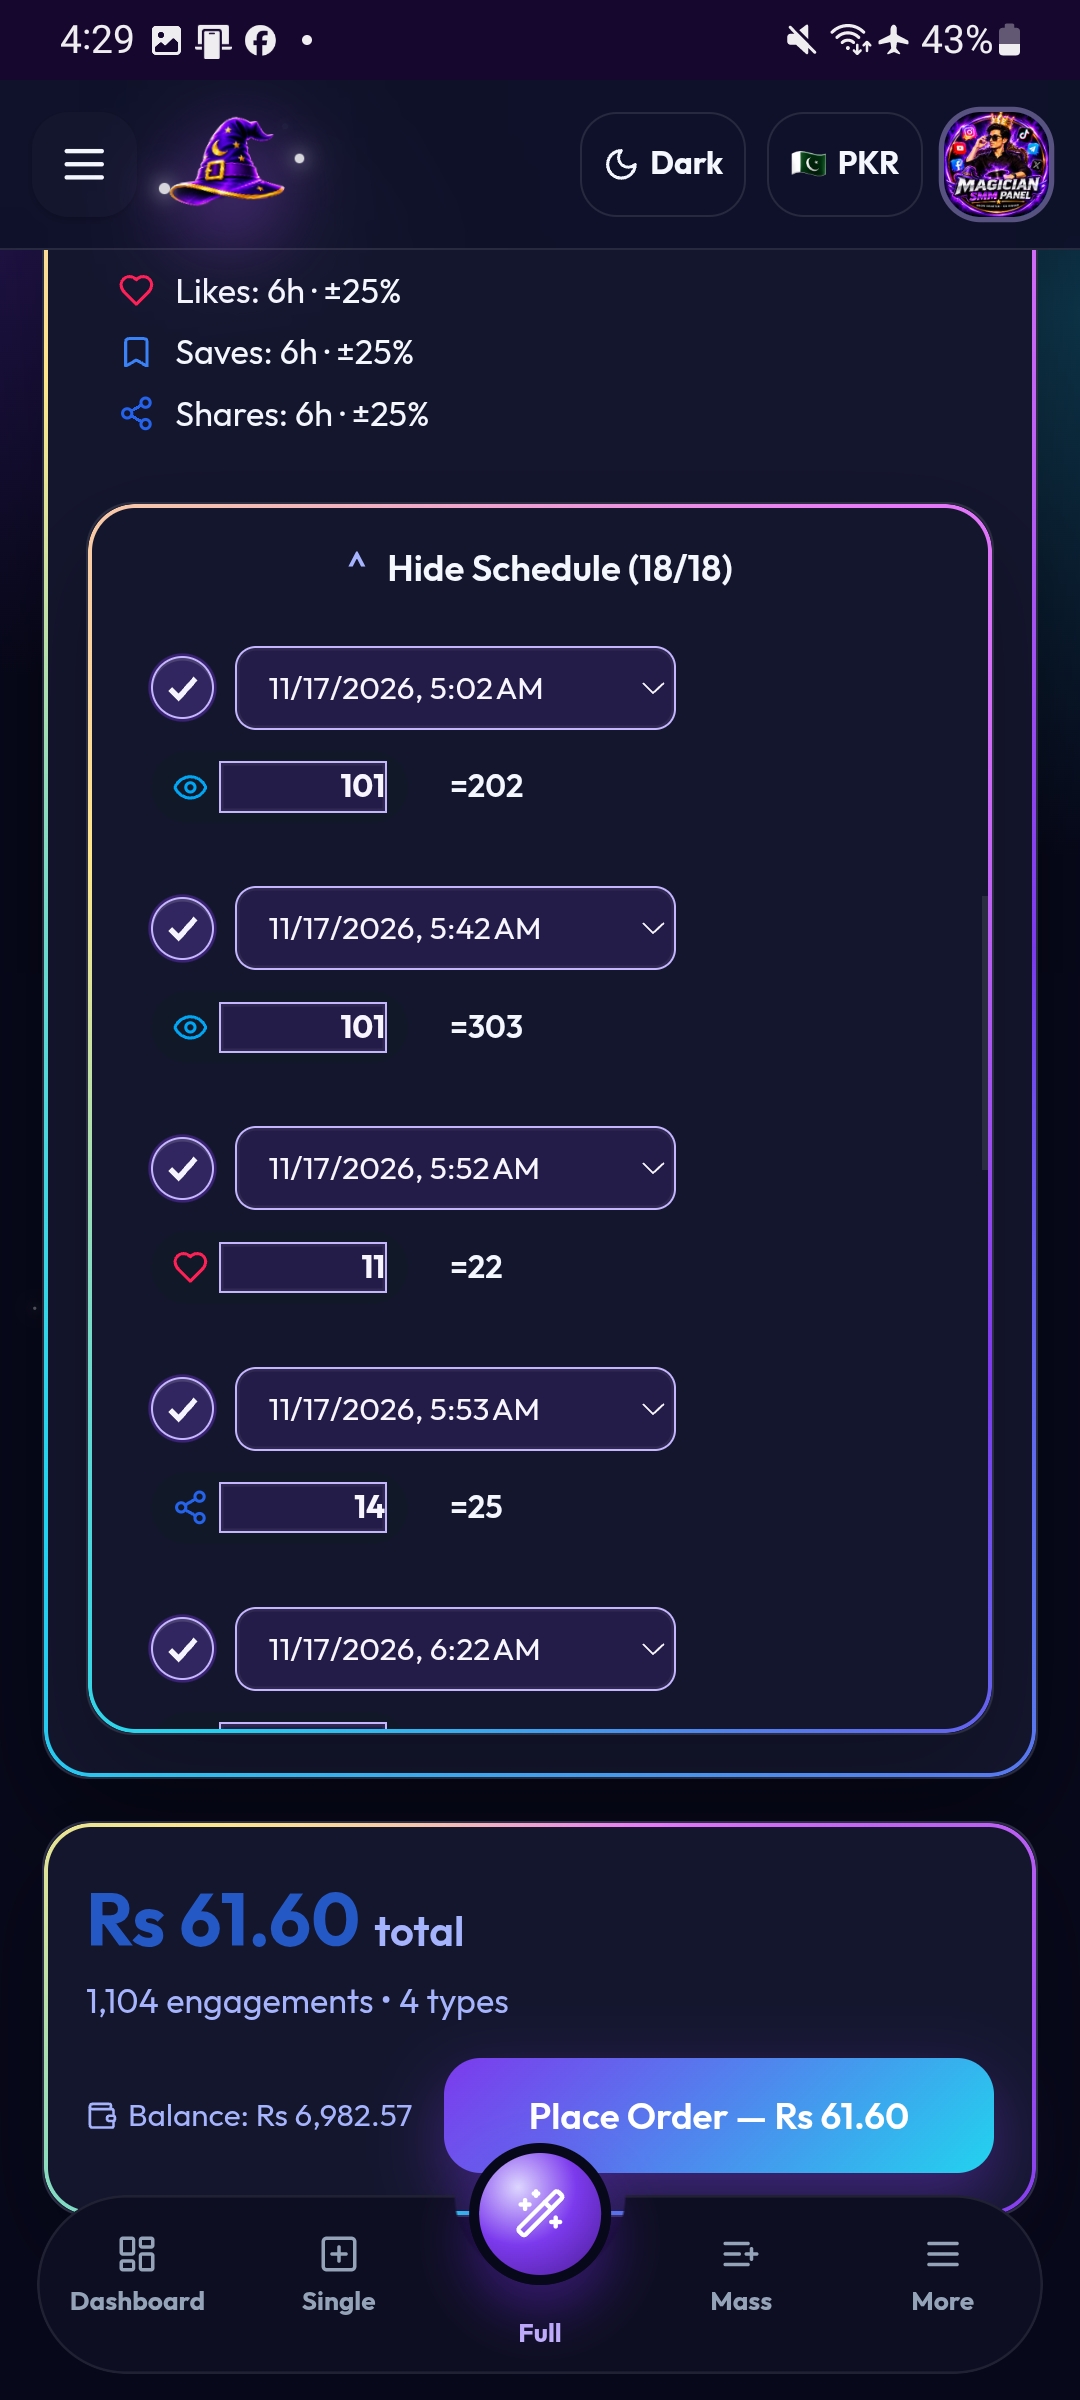 4:29
43%
Dark
🇵🇰 PKR
MAGICIAN
SMM PANEL
Likes: 6h · ±25%
Saves: 6h · ±25%
Shares: 6h · ±25%
^ Hide Schedule (18/18)
11/17/2026, 5:02 AM
101 =202
11/17/2026, 5:42 AM
101 =303
11/17/2026, 5:52 AM
11 =22
11/17/2026, 5:53 AM
14 =25
11/17/2026, 6:22 AM
Rs 61.60 total
1,104 engagements • 4 types
Balance: Rs 6,982.57
Place Order — Rs 61.60
Dashboard
Single
Full
Mass
More